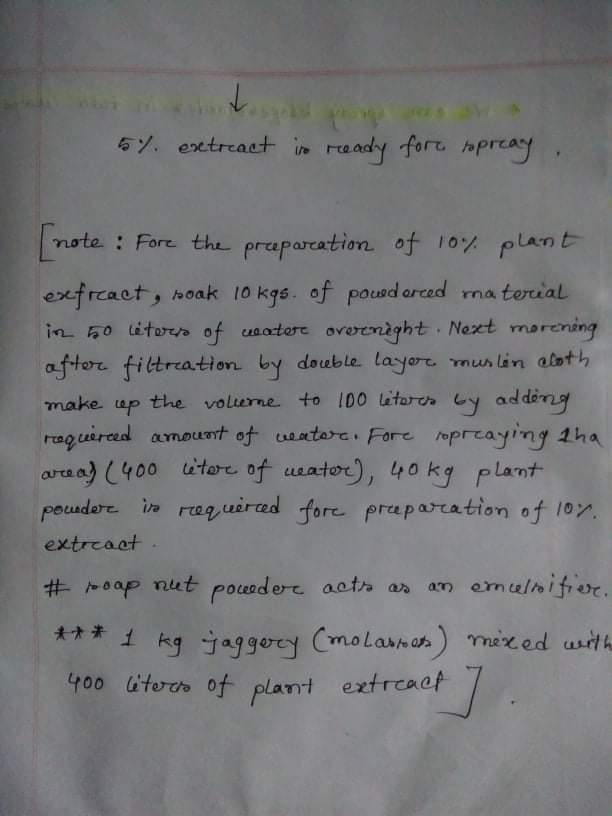 ↓
5%. extract is ready for spray.
[note : For the preparation of 10% plant
extract, soak 10 kgs. of powdered material
in 50 liters of water overnight. Next morning
after filtration by double layer muslin cloth
make up the volume to 100 liters by adding
required amount of water. For spraying 1ha
area) (400 liter of water), 40 kg plant
powder is required for preparation of 10%.
extract.
# soap nut powder acts as an emulsifier.
*** 1 kg jaggery (molasses) mixed with
400 liters of plant extract].